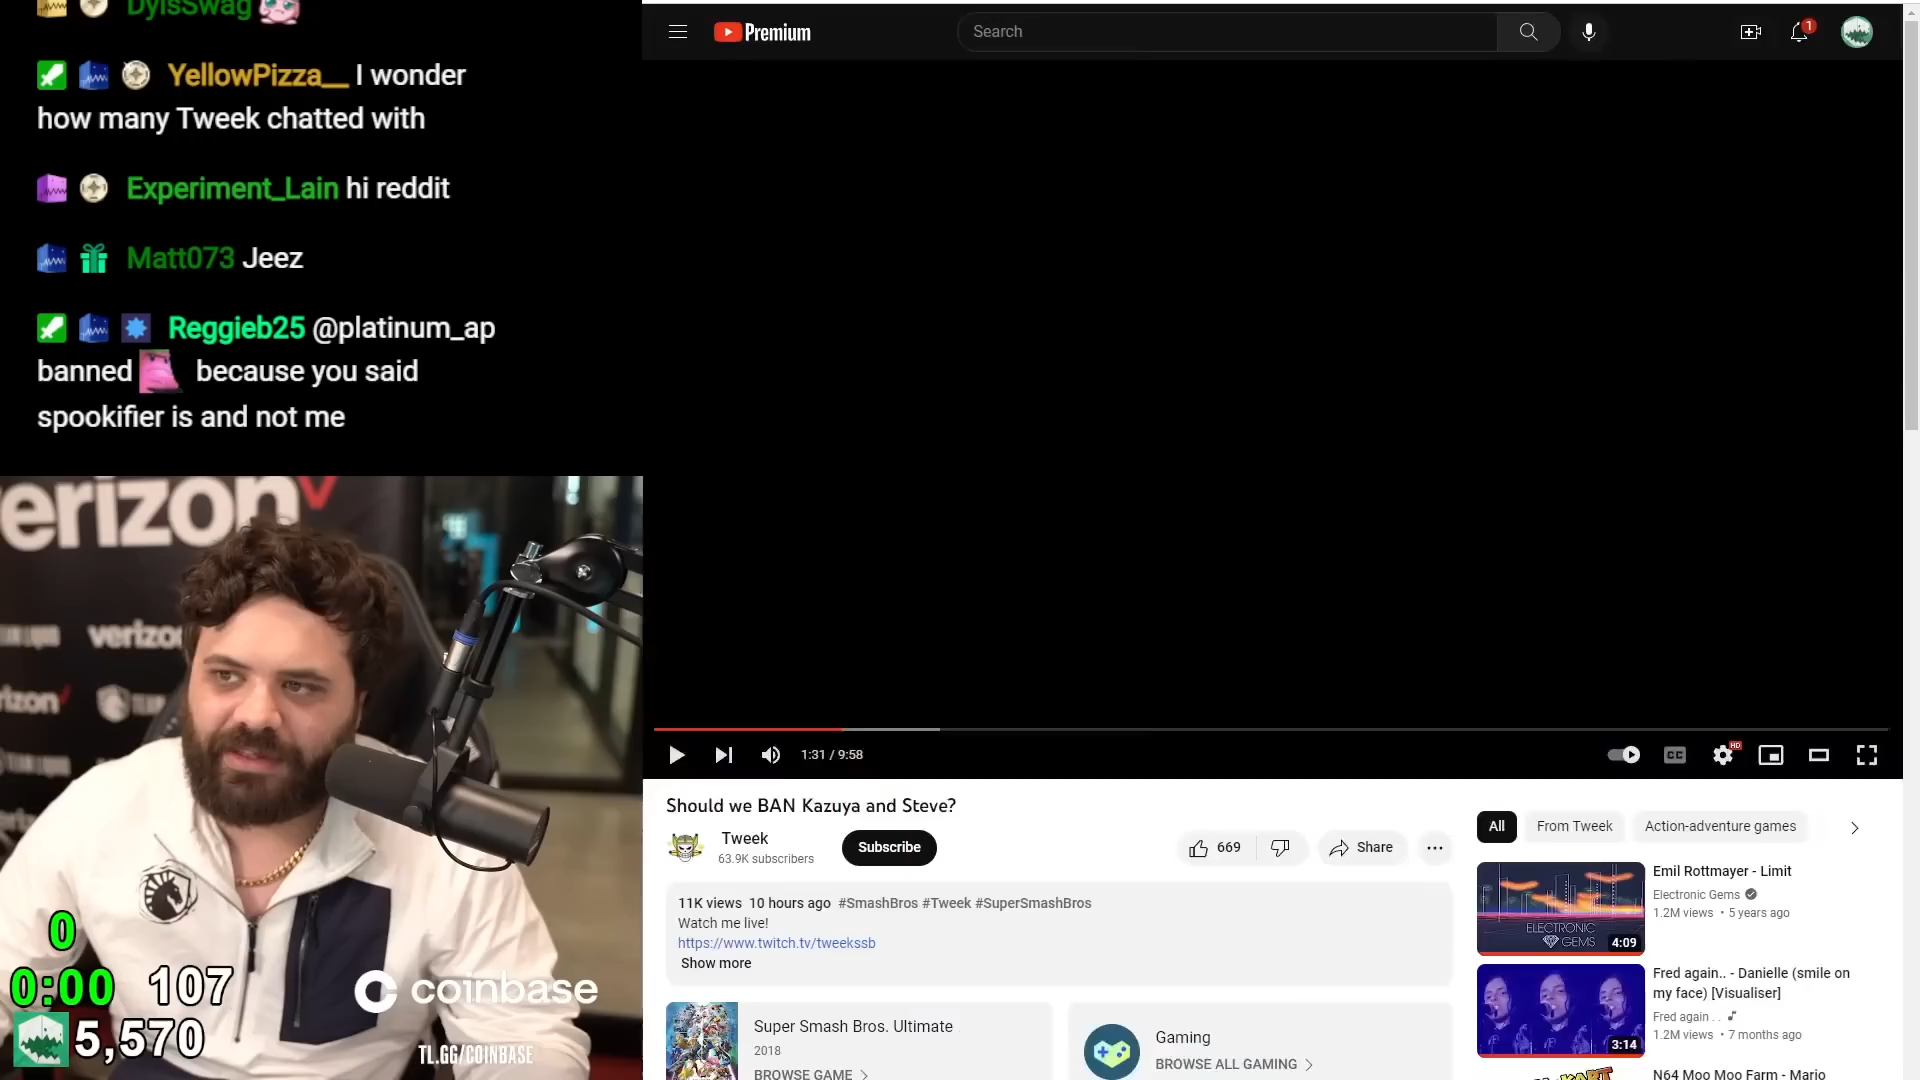 DylsSwag
YellowPizza__ I wonder
how many Tweek chatted with
Experiment_Lain hi reddit
Matt073 Jeez
Reggieb25 @platinum_ap
banned because you said
spookifier is and not me
erizon
verizo
rizon
0
0:00 107
5,570
coinbase
TL.GG/COINBASE
Premium
Search
1
1:31 / 9:58
CC
HD
Should we BAN Kazuya and Steve?
Tweek
63.9K subscribers
Subscribe
669
Share
11K views 10 hours ago #SmashBros #Tweek #SuperSmashBros
Watch me live!
https://www.twitch.tv/tweekssb
Show more
Super Smash Bros. Ultimate
2018
BROWSE GAME
Gaming
BROWSE ALL GAMING
All
From Tweek
Action-adventure games
ELECTRONIC
GEMS
4:09
Emil Rottmayer - Limit
Electronic Gems
1.2M views • 5 years ago
3:14
Fred again.. - Danielle (smile on
my face) [Visualiser]
Fred again . .
1.2M views • 7 months ago
N64 Moo Moo Farm - Mario